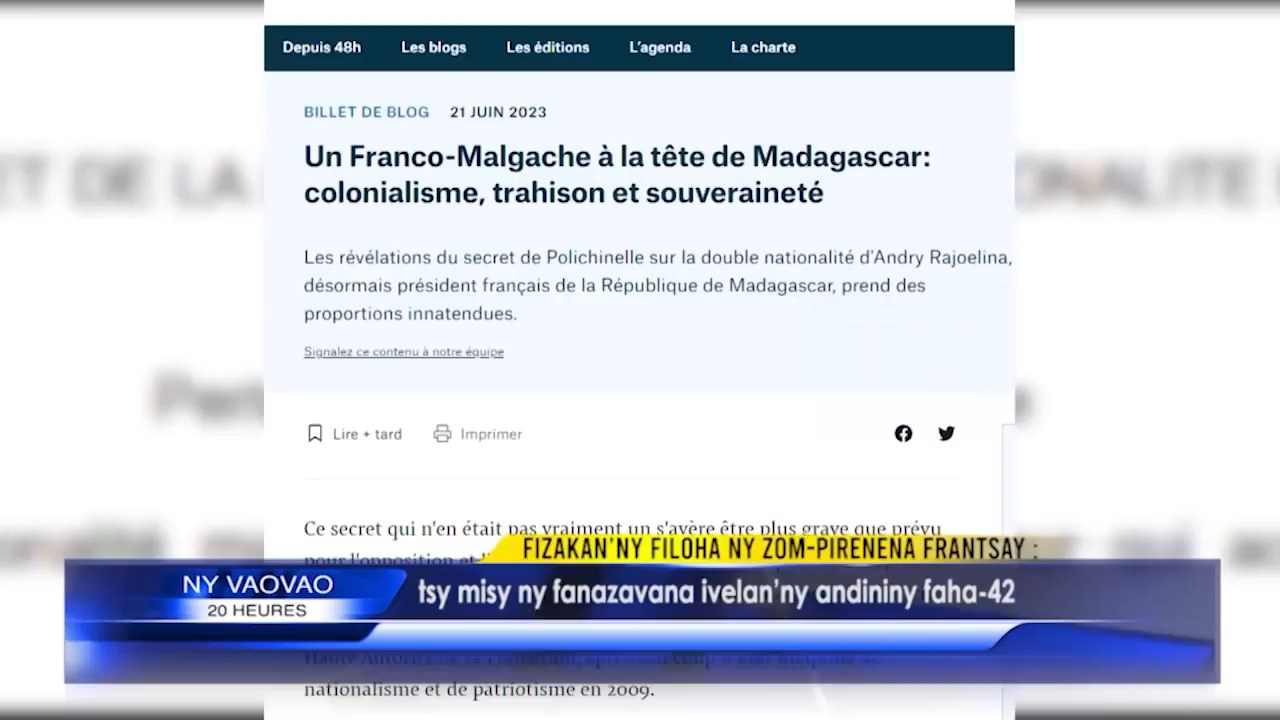 Depuis 48h Les blogs Les éditions L'agenda La charte
BILLET DE BLOG 21 JUIN 2023
Un Franco-Malgache à la tête de Madagascar:
colonialisme, trahison et souveraineté
Les révélations du secret de Polichinelle sur la double nationalité d'Andry Rajoelina,
désormais président français de la République de Madagascar, prend des
proportions innatendues.
Signalez ce contenu à notre équipe
Lire + tard Imprimer
Ce secret qui n'en était pas vraiment un s'avère être plus grave que prévu
pour l'opposition et
FIZAKAN'NY FILOHA NY ZOM-PIRENENA FRANTSAY :
NY VAOVAO
20 HEURES
tsy misy ny fanazavana ivelan'ny andininy faha-42
nationalisme et de patriotisme en 2009.